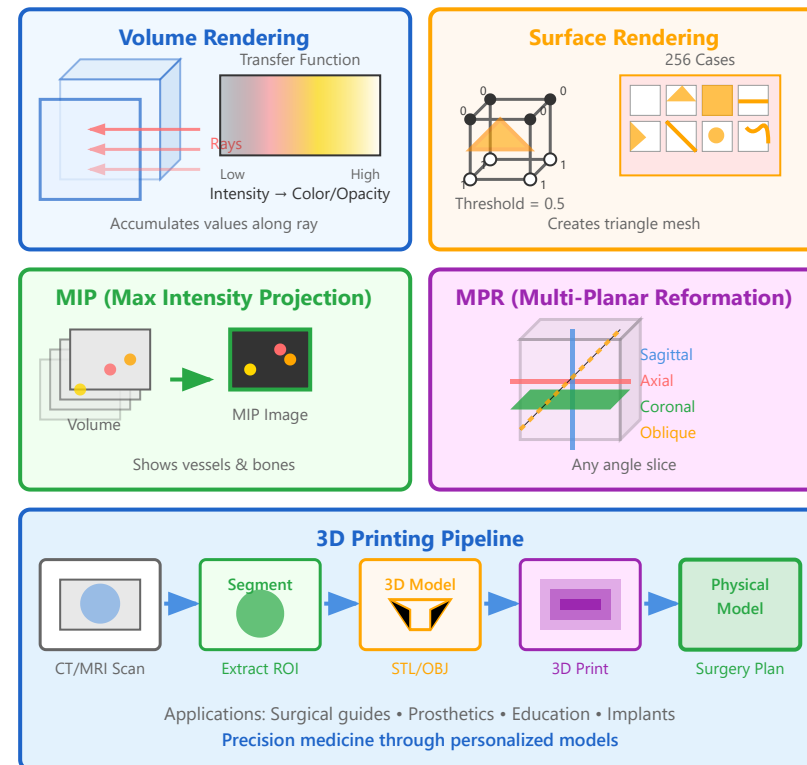 Volume Rendering
Transfer Function
Rays
Low
High
Intensity → Color/Opacity
Accumulates values along ray
Surface Rendering
256 Cases
0
0
0
0
1
1
1
1
Threshold = 0.5
Creates triangle mesh
MIP (Max Intensity Projection)
Volume
MIP Image
Shows vessels & bones
MPR (Multi-Planar Reformation)
Sagittal
Axial
Coronal
Oblique
Any angle slice
3D Printing Pipeline
Segment
3D Model
Physical
Model
CT/MRI Scan
Extract ROI
STL/OBJ
3D Print
Surgery Plan
Applications: Surgical guides • Prosthetics • Education • Implants
Precision medicine through personalized models